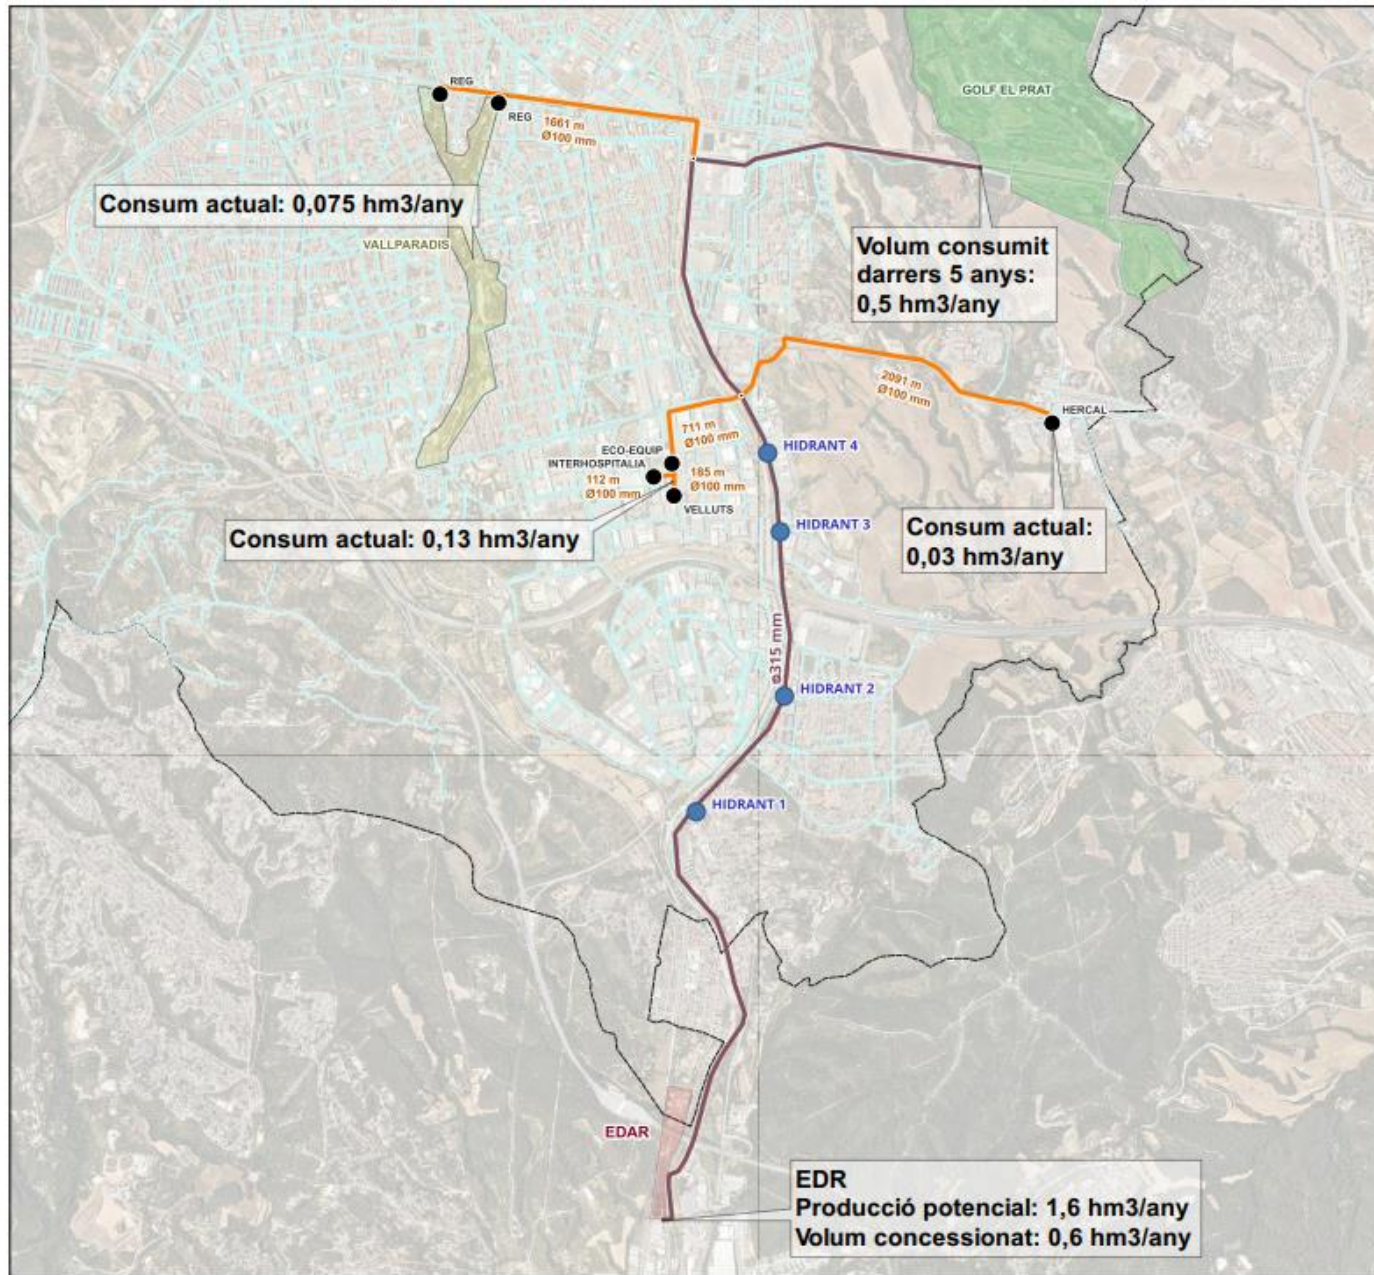 REG
REG
1661 m
Ø100 mm
GOLF EL PRAT
Consum actual: 0,075 hm3/any
VALLPARADIS
Volum consumit
darrers 5 anys:
0,5 hm3/any
2091 m
Ø100 mm
HERCAL
711 m
Ø100 mm
HIDRANT 4
ECO-EQUIP
INTERHOSPITALIA
112 m
Ø100 mm
185 m
Ø100 mm
VELLUTS
Consum actual: 0,13 hm3/any
HIDRANT 3
Consum actual:
0,03 hm3/any
ø315 mm
HIDRANT 2
HIDRANT 1
EDAR
EDR
Producció potencial: 1,6 hm3/any
Volum concessionat: 0,6 hm3/any